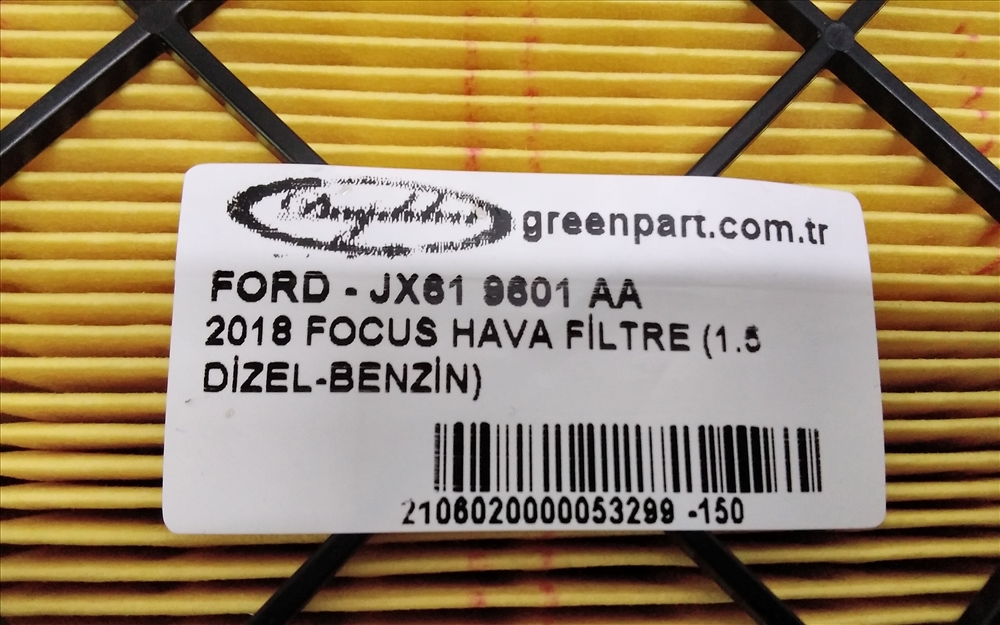 greenpart.com.tr
FORD - JX61 9601 AA
2018 FOCUS HAVA FİLTRE (1.5
DİZEL-BENZİN)
2106020000053299 -150